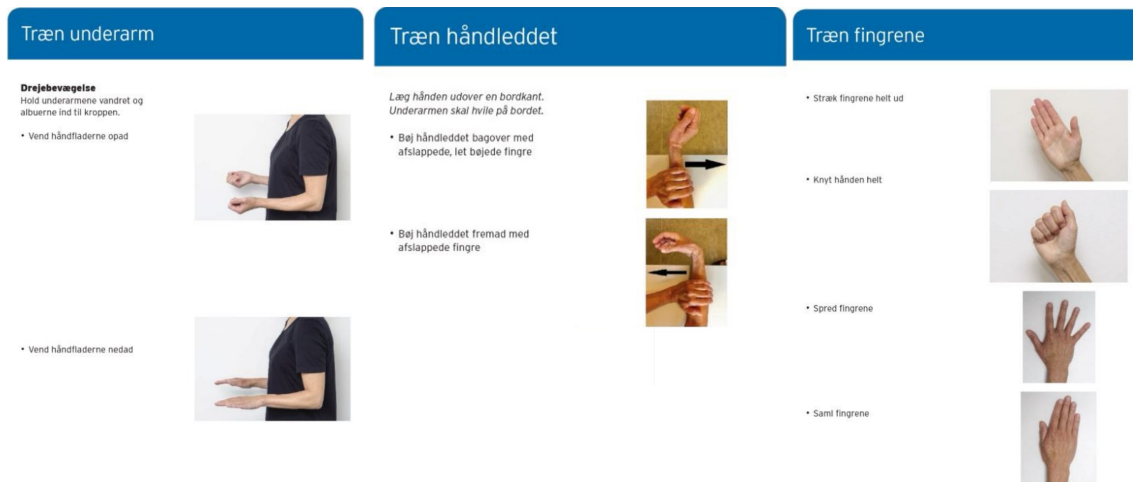 Træn underarm
Drejebevægelse
Hold underarmene vandret og
albuerne ind til kroppen.
• Vend håndfladerne opad
• Vend håndfladerne nedad
Træn håndleddet
Læg hånden udover en bordkant.
Underarmen skal hvile på bordet.
• Bøj håndleddet bagover med
afslappede, let bøjede fingre
• Bøj håndleddet fremad med
afslappede fingre
Træn fingrene
• Stræk fingrene helt ud
• Knyt hånden helt
• Spred fingrene
• Saml fingrene